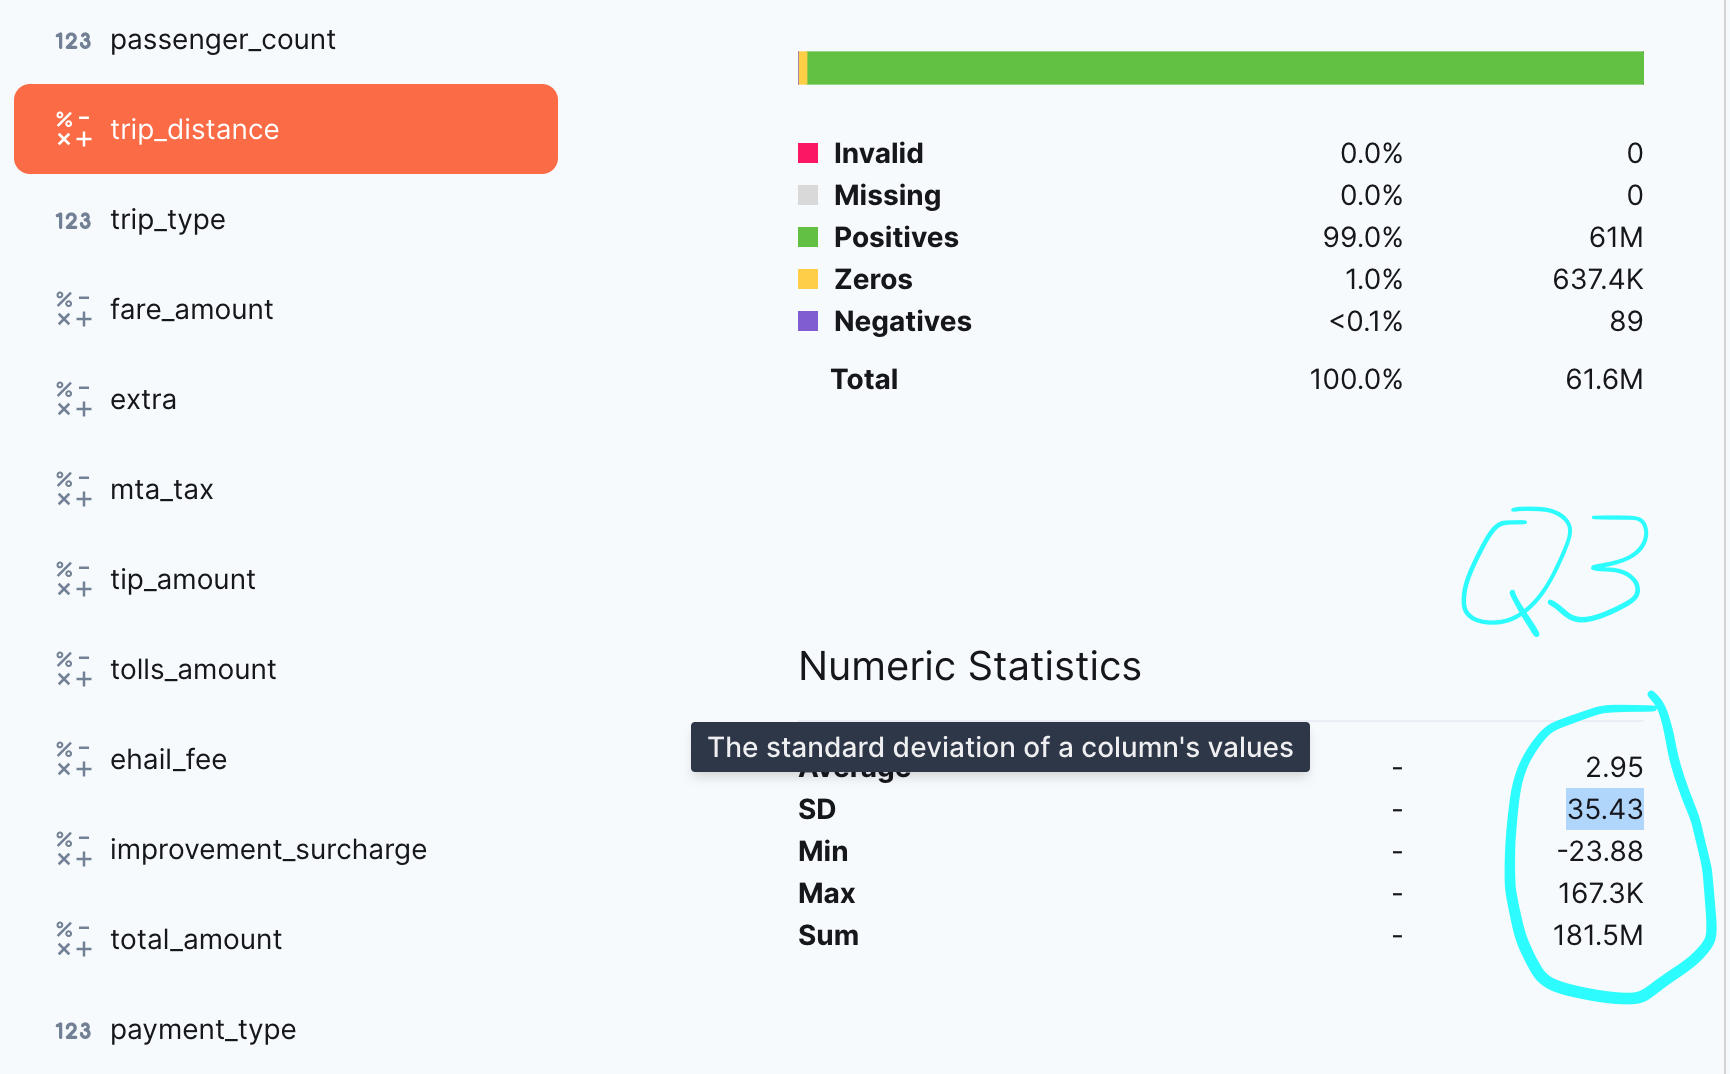 123 passenger_count
trip_distance
123 trip_type
fare_amount
extra
mta_tax
tip_amount
tolls_amount
ehail_fee
improvement_surcharge
total_amount
123 payment_type
Invalid 0.0% 0
Missing 0.0% 0
Positives 99.0% 61M
Zeros 1.0% 637.4K
Negatives <0.1% 89
Total 100.0% 61.6M
Q3
Numeric Statistics
The standard deviation of a column's values
Average - 2.95
SD - 35.43
Min - -23.88
Max - 167.3K
Sum - 181.5M